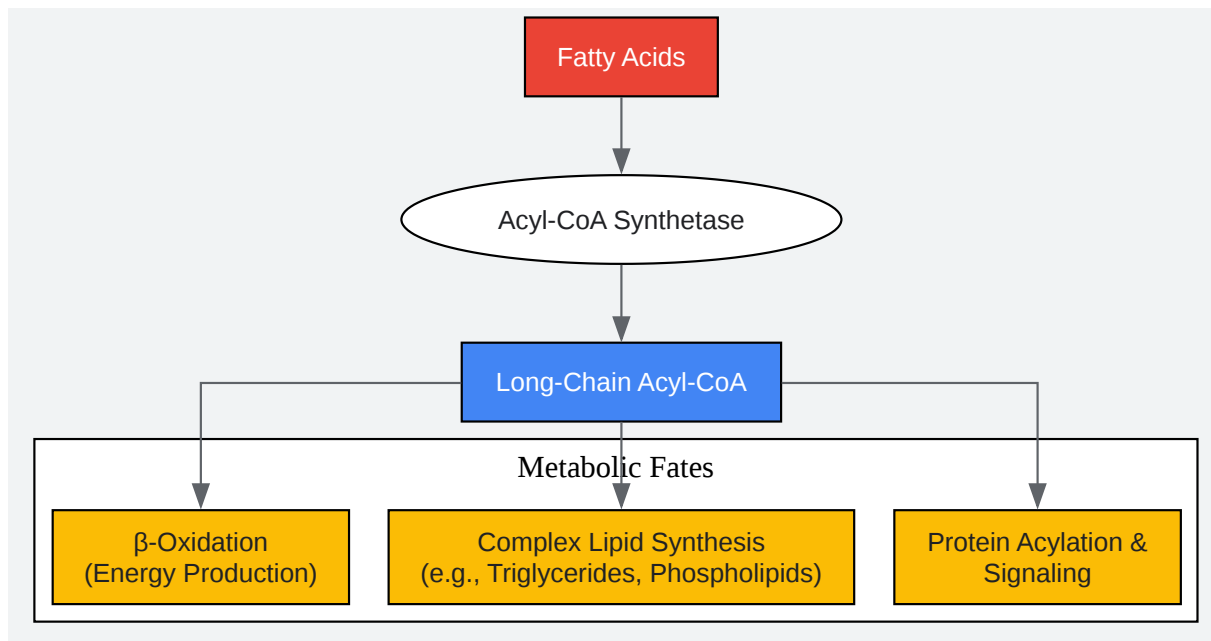 Fatty Acids
Acyl-CoA Synthetase
Long-Chain Acyl-CoA
Metabolic Fates
β-Oxidation
(Energy Production)
Complex Lipid Synthesis
(e.g., Triglycerides, Phospholipids)
Protein Acylation &
Signaling